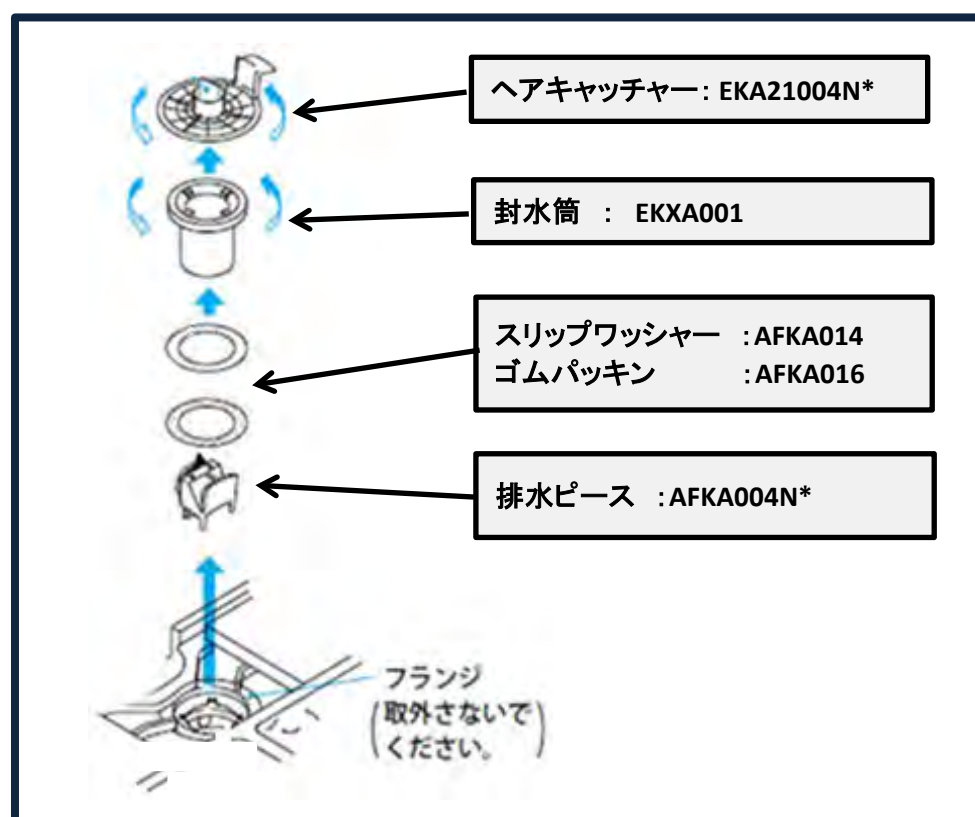 ヘアキャッチャー：EKA21004N*
封水筒 ： EKXA001
スリップワッシャー ：AFKA014
ゴムパッキン ：AFKA016
排水ピース ：AFKA004N*
フランジ
(取外さないで
ください。)